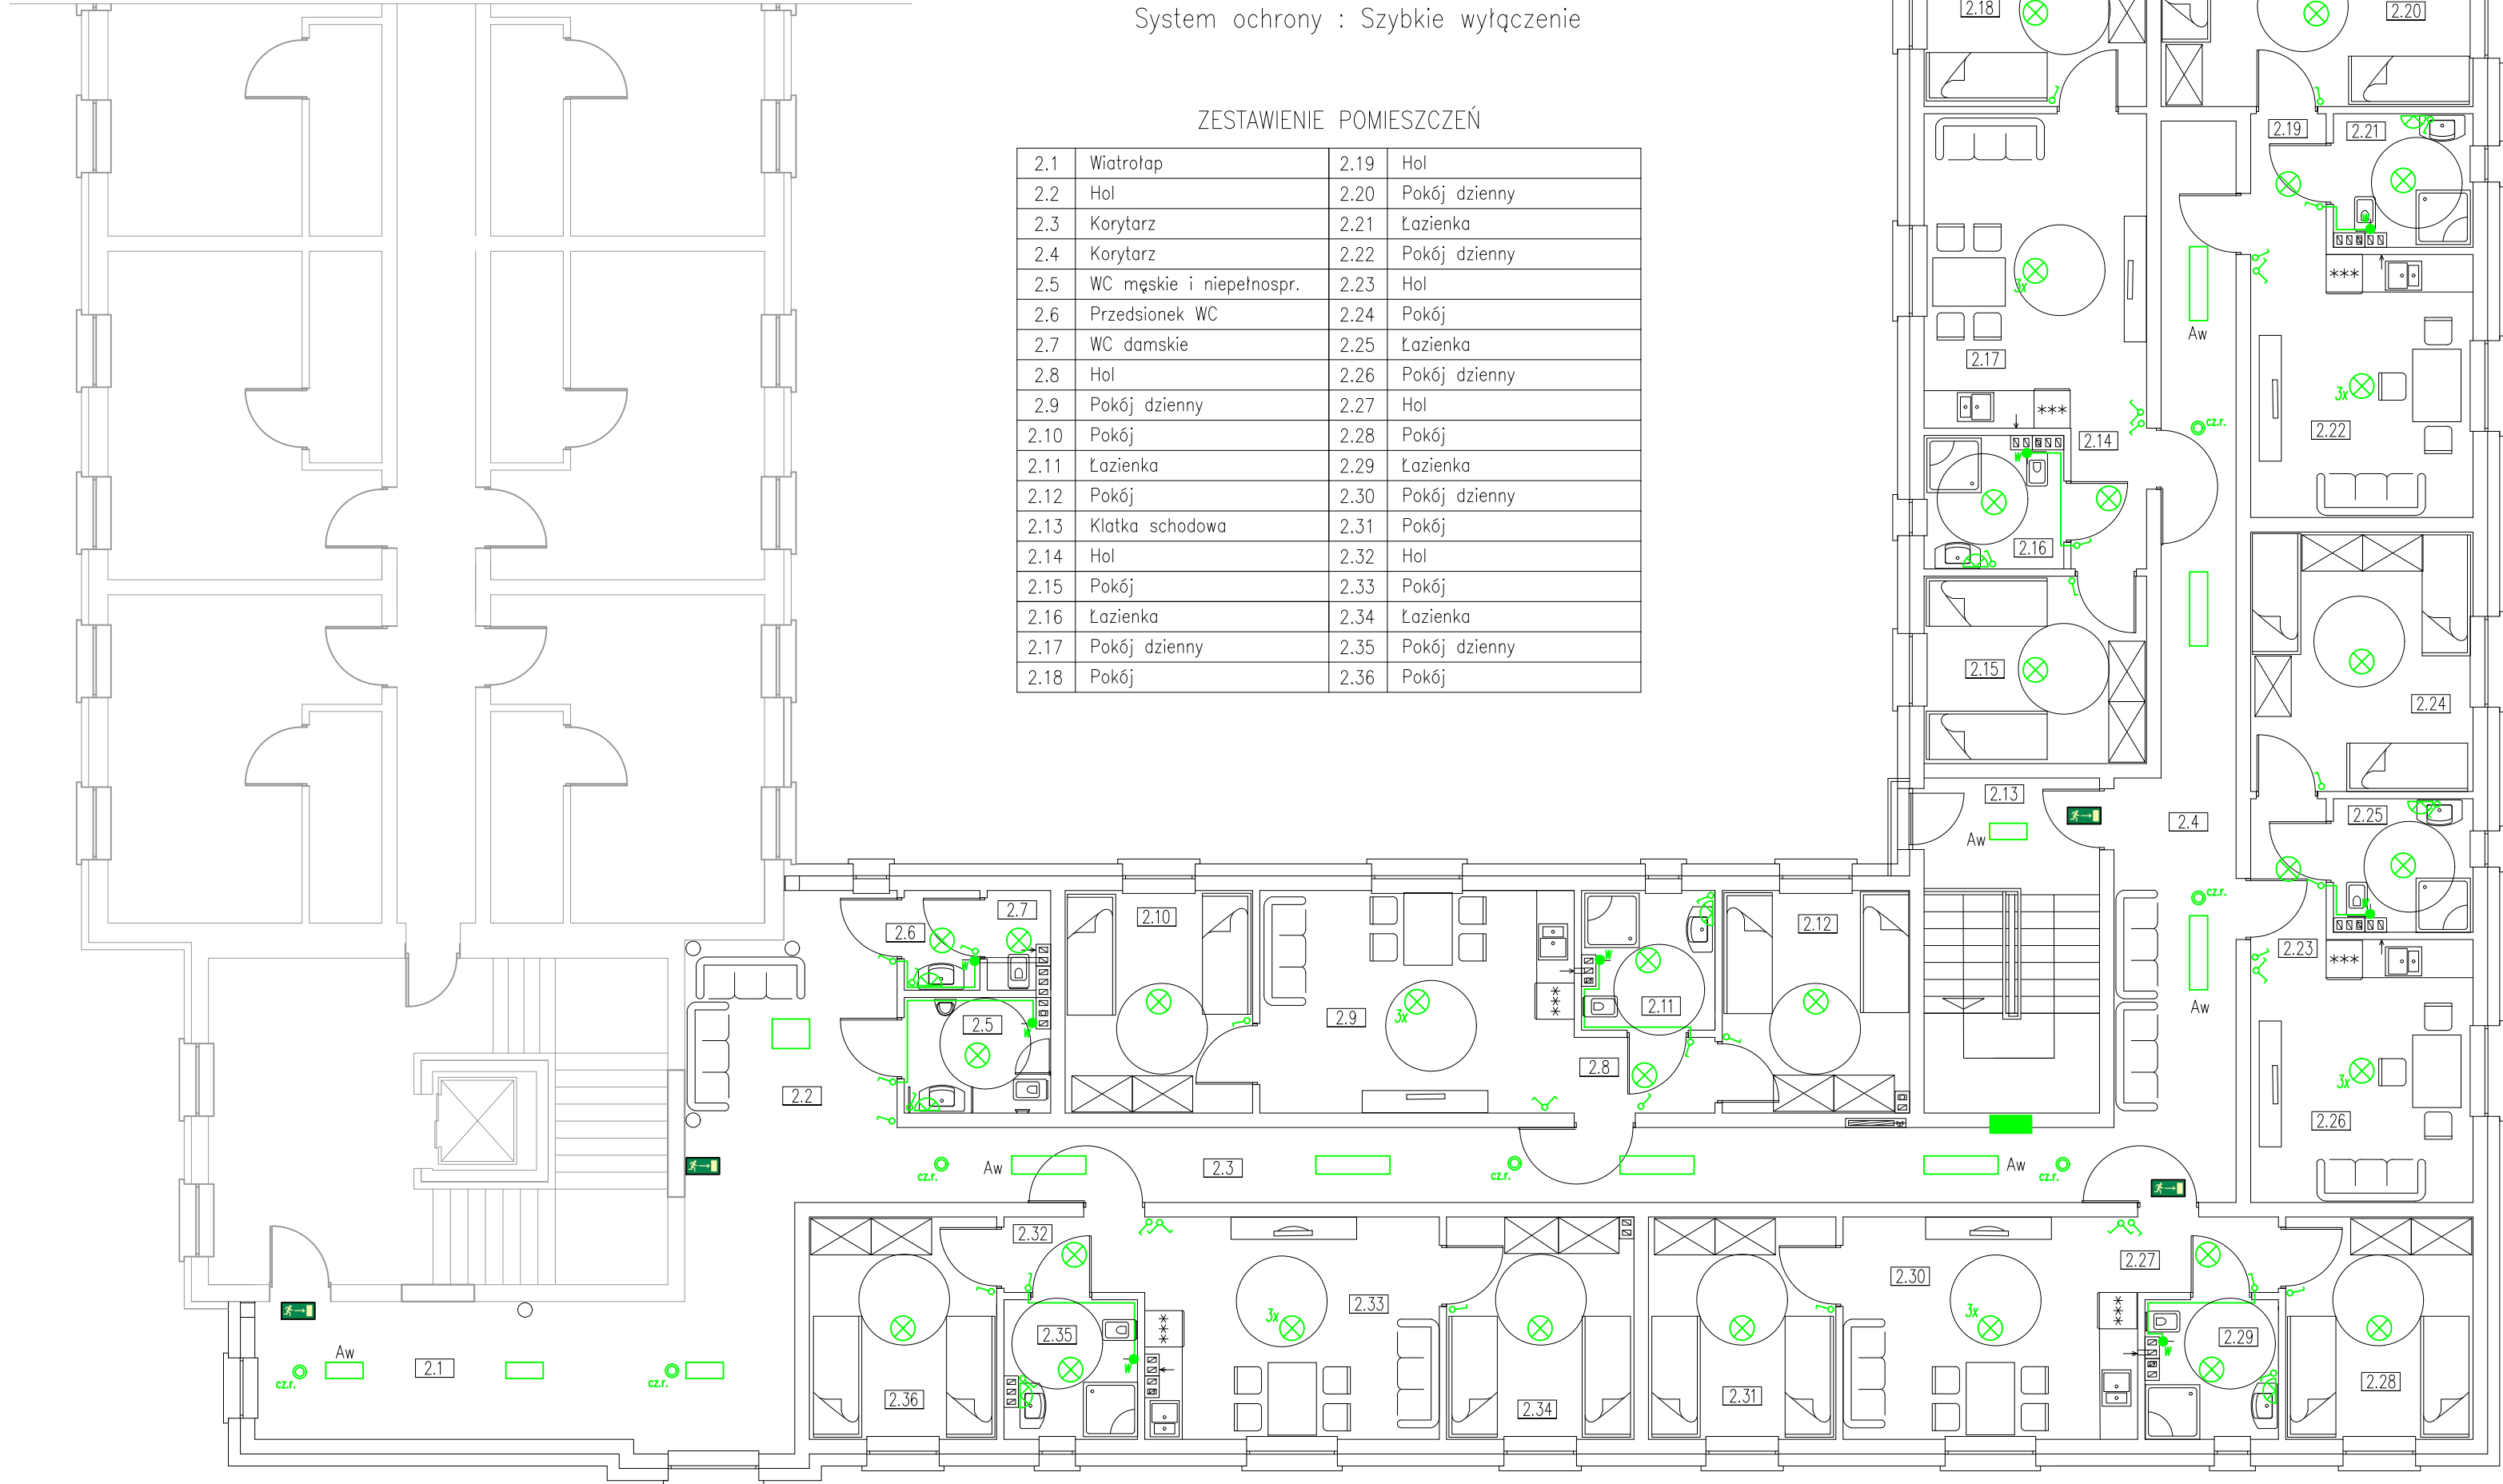 System ochrony : Szybkie wyłączenie
2.18
2.20
ZESTAWIENIE POMIESZCZEŃ
2.1 Wiatrołap 2.19 Hol
2.2 Hol 2.20 Pokój dzienny
2.3 Korytarz 2.21 Łazienka
2.4 Korytarz 2.22 Pokój dzienny
2.5 WC męskie i niepełnospr. 2.23 Hol
2.6 Przedsionek WC 2.24 Pokój
2.7 WC damskie 2.25 Łazienka
2.8 Hol 2.26 Pokój dzienny
2.9 Pokój dzienny 2.27 Hol
2.10 Pokój 2.28 Pokój
2.11 Łazienka 2.29 Łazienka
2.12 Pokój 2.30 Pokój dzienny
2.13 Klatka schodowa 2.31 Pokój
2.14 Hol 2.32 Hol
2.15 Pokój 2.33 Pokój
2.16 Łazienka 2.34 Łazienka
2.17 Pokój dzienny 2.35 Pokój dzienny
2.18 Pokój 2.36 Pokój
2.19
2.21
W
***
3x
Aw
2.17
3x
***
cz.r.
2.22
2.14
W
2.16
2.15
2.24
2.13
Aw
2.4
2.25
cz.r.
W
2.10
2.7
2.6
W
2.12
W
2.23
***
2.11
2.5
W
2.9
3x
***
Aw
2.8
2.2
3x
2.26
cz.r.
Aw
2.3
cz.r.
Aw
cz.r.
2.32
2.27
2.30
2.33
3x
3x
***
***
2.35
2.29
W
W
Aw
2.1
cz.r.
cz.r.
2.36
2.34
2.31
2.28